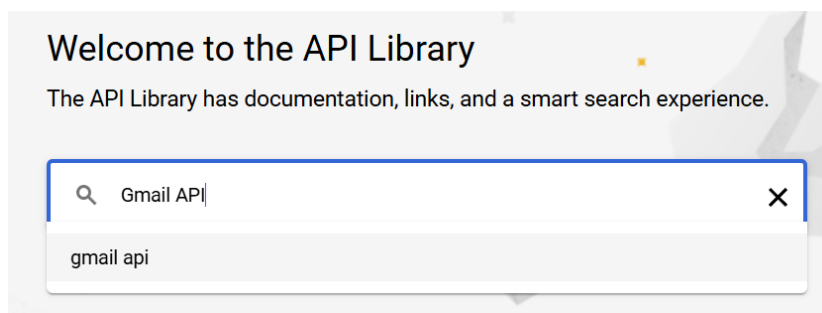 Welcome to the API Library
The API Library has documentation, links, and a smart search experience.
Gmail API
gmail api